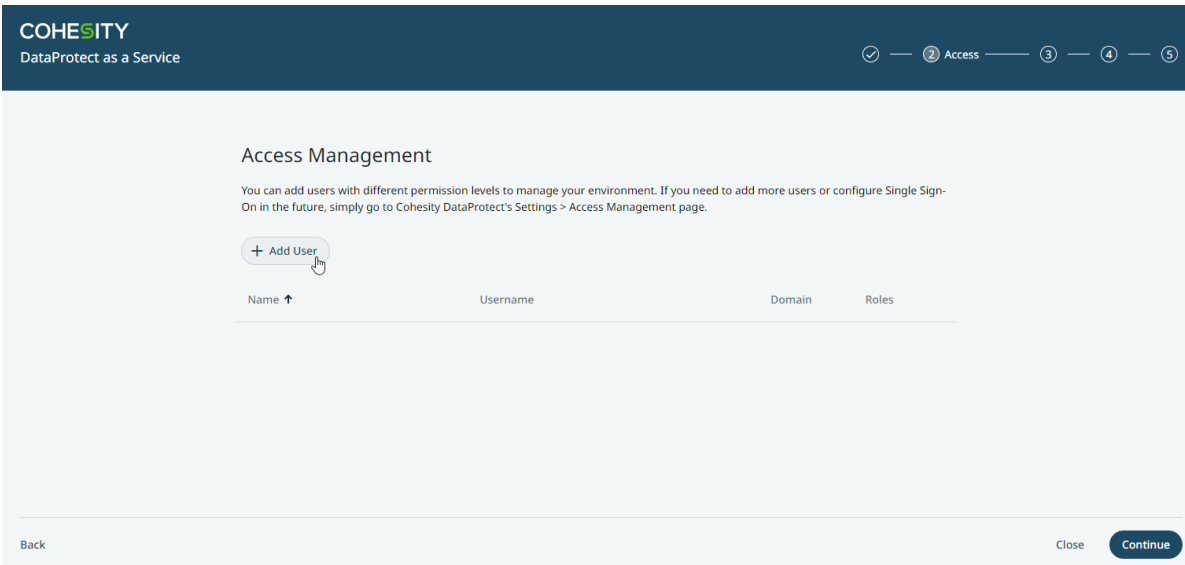 COHESITY
DataProtect as a Service
2 Access 3 4 5
Access Management
You can add users with different permission levels to manage your environment. If you need to add more users or configure Single Sign-
On in the future, simply go to Cohesity DataProtect's Settings > Access Management page.
+ Add User
Name ↑ Username Domain Roles
Back Close Continue